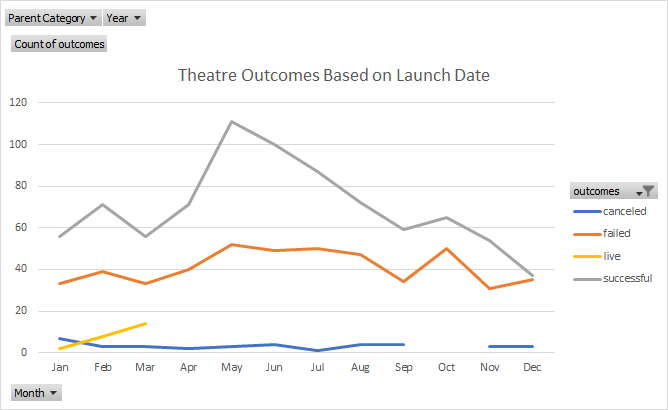 Parent Category Year
Count of outcomes
Theatre Outcomes Based on Launch Date
120
100
80
60
40
20
0
Jan Feb Mar Apr May Jun Jul Aug Sep Oct Nov Dec
outcomes
canceled
failed
live
successful
Month